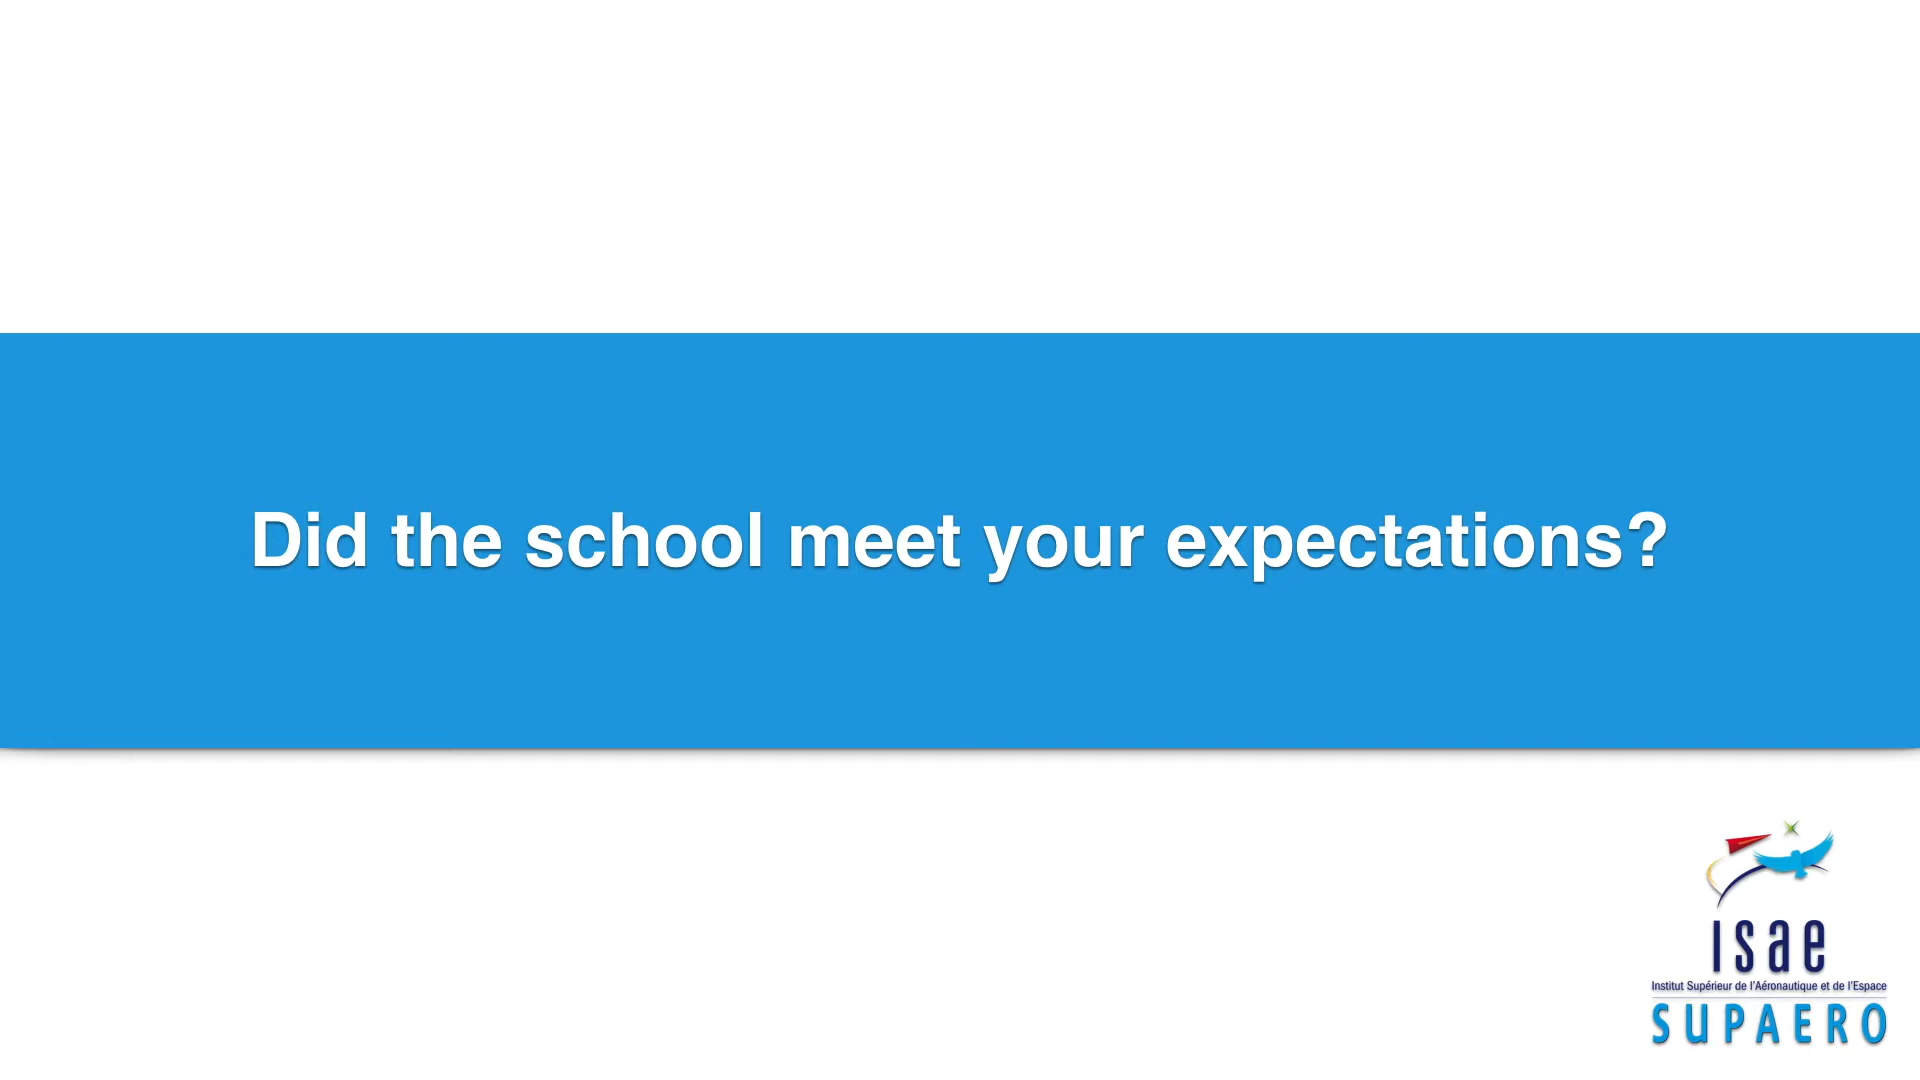 Did the school meet your expectations?
isae
Institut Supérieur de l'Aéronautique et de l'Espace
SUPAERO